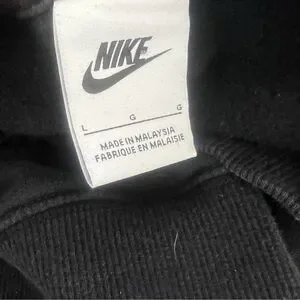 NIKE
L G G
MADE IN MALAYSIA
FABRIQUE EN MALAISIE